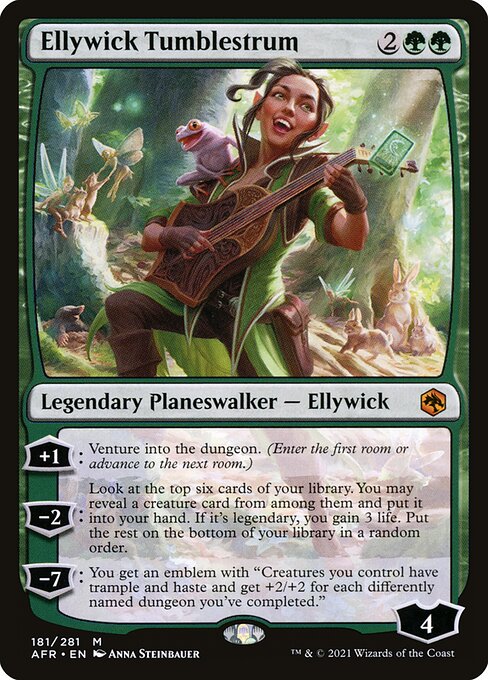 Ellywick Tumblestrum 2
Legendary Planeswalker — Ellywick
+1 : Venture into the dungeon. (Enter the first room or
advance to the next room.)
Look at the top six cards of your library. You may
reveal a creature card from among them and put it
-2 : into your hand. If it's legendary, you gain 3 life. Put
the rest on the bottom of your library in a random
order.
-7 : You get an emblem with “Creatures you control have
trample and haste and get +2/+2 for each differently
named dungeon you've completed.”
4
181/281 M
AFR • EN Anna Steinbauer ™ & © 2021 Wizards of the Coast